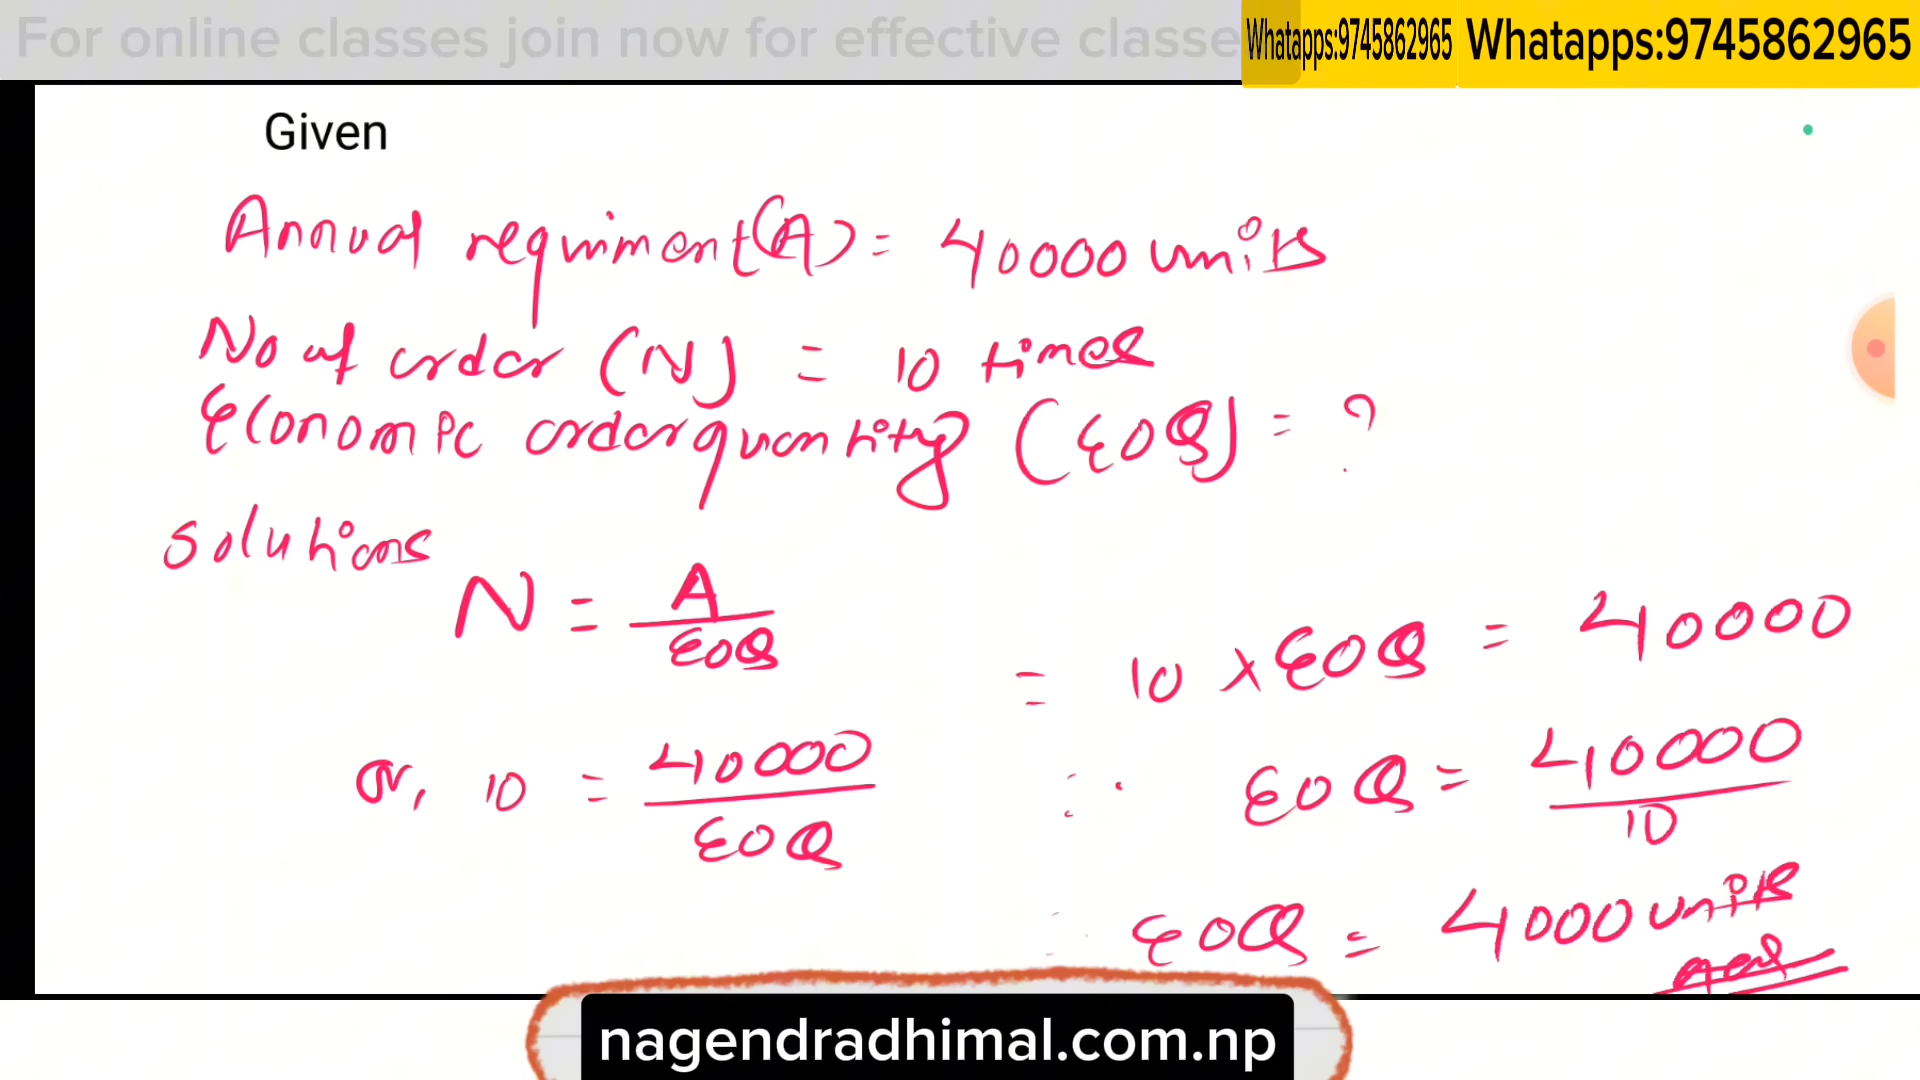 For online classes join now for effective classe
Whatapps:9745862965 Whatapps:9745862965
Given
Annual requirment (A) = 40000 units
No of order (N) = 10 times
Economic order quantity (EOQ) = ?
Solutions
N = A / EOQ
or, 10 = 40000 / EOQ
= 10 × EOQ = 40000
∴ EOQ = 40000 / 10
∴ EOQ = 4000 units
nagendradhimal.com.np